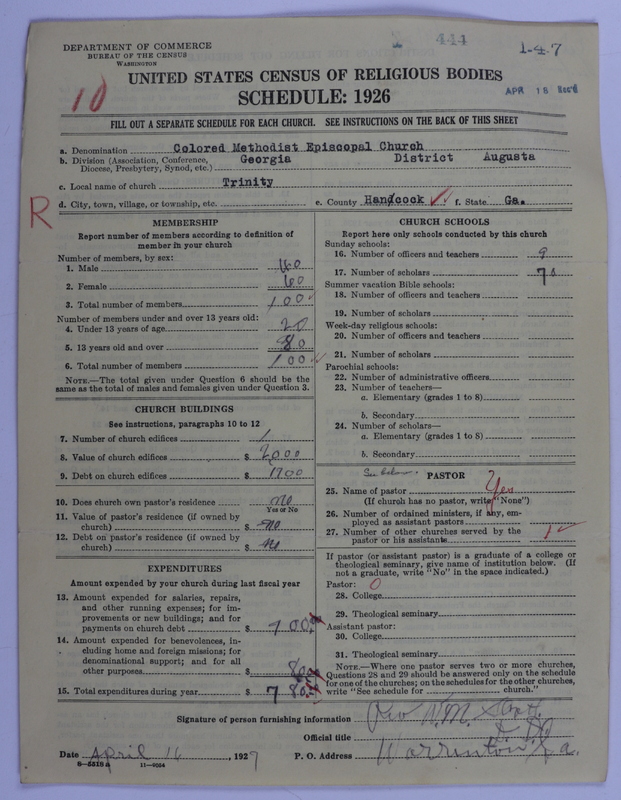 444
1-4-7
DEPARTMENT OF COMMERCE
BUREAU OF THE CENSUS
WASHINGTON
10
UNITED STATES CENSUS OF RELIGIOUS BODIES
SCHEDULE: 1926
APR 18 Rec'd
FILL OUT A SEPARATE SCHEDULE FOR EACH CHURCH. SEE INSTRUCTIONS ON THE BACK OF THIS SHEET
a. Denomination Colored Methodist Episcopal Church
b. Division (Association, Conference, Diocese, Presbytery, Synod, etc.) Georgia District Augusta
c. Local name of church Trinity
d. City, town, village, or township, etc. e. County Hancock f. State Ga.
R
MEMBERSHIP
Report number of members according to definition of
member in your church
Number of members, by sex:
1. Male 40
2. Female 60
3. Total number of members 100
Number of members under and over 13 years old:
4. Under 13 years of age 20
5. 13 years old and over 80
6. Total number of members 100
NOTE.—The total given under Question 6 should be the
same as the total of males and females given under Question 3.
CHURCH BUILDINGS
See instructions, paragraphs 10 to 12
7. Number of church edifices 1
8. Value of church edifices $ 2000
9. Debt on church edifices $
10. Does church own pastor's residence no
Yes or No
11. Value of pastor's residence (if owned by
church) $ no
12. Debt on pastor's residence (if owned by
church) $ no
EXPENDITURES
Amount expended by your church during last fiscal year
13. Amount expended for salaries, repairs,
and other running expenses; for im-
provements or new buildings; and for
payments on church debt $ 700.00
14. Amount expended for benevolences, in-
cluding home and foreign missions; for
denominational support; and for all
other purposes $ 80.00
15. Total expenditures during year $ 780.00
CHURCH SCHOOLS
Report here only schools conducted by this church
Sunday schools:
16. Number of officers and teachers 9
17. Number of scholars
Summer vacation Bible schools:
18. Number of officers and teachers
19. Number of scholars
Week-day religious schools:
20. Number of officers and teachers
21. Number of scholars
Parochial schools:
22. Number of administrative officers
23. Number of teachers—
a. Elementary (grades 1 to 8)
b. Secondary
24. Number of scholars—
a. Elementary (grades 1 to 8)
b. Secondary
See below.
PASTOR
25. Name of pastor Yes
(If church has no pastor, write "None")
26. Number of ordained ministers, if any, em-
ployed as assistant pastors
27. Number of other churches served by the
pastor or his assistants 1
If pastor (or assistant pastor) is a graduate of a college or
theological seminary, give name of institution below. (If
not a graduate, write "No" in the space indicated.)
Pastor: O
28. College
29. Theological seminary
Assistant pastor:
30. College
31. Theological seminary
NOTE.—Where one pastor serves two or more churches,
Questions 28 and 29 should be answered only on the schedule
for one of the churches; on the schedules for the other churches,
write "See schedule for church."
Signature of person furnishing information Rev W.M.
Official title
Date April 16, 1927 P. O. Address Warrenton Ga.
8-5518a 11-9054